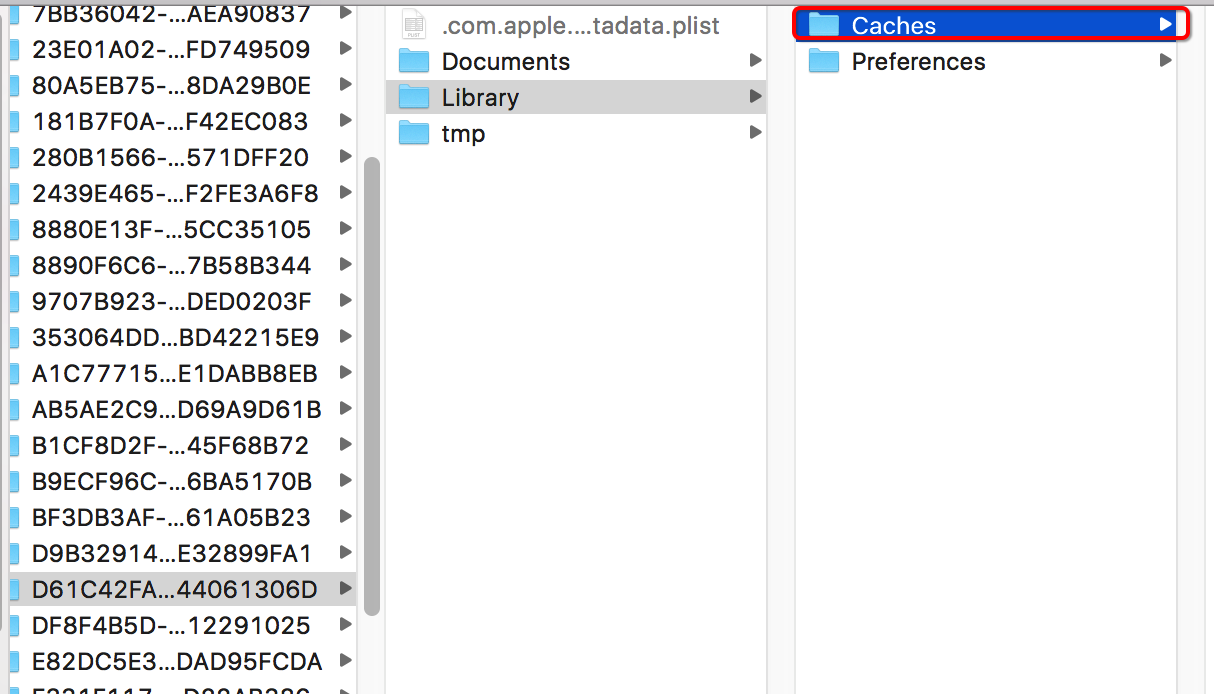 7BB36042-...AEA90837
23E01A02-...FD749509
80A5EB75-...8DA29B0E
181B7F0A-...F42EC083
280B1566-...571DFF20
2439E465-...F2FE3A6F8
8880E13F-...5CC35105
8890F6C6-...7B58B344
9707B923-...DED0203F
353064DD...BD42215E9
A1C77715...E1DABB8EB
AB5AE2C9...D69A9D61B
B1CF8D2F-...45F68B72
B9ECF96C-...6BA5170B
BF3DB3AF-...61A05B23
D9B32914...E32899FA1
D61C42FA...44061306D
DF8F4B5D-...12291025
E82DC5E3...DAD95FCDA
.com.apple....tadata.plist
Documents
Library
tmp
Caches
Preferences